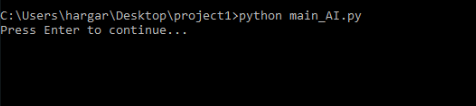 C:\Users\hargar\Desktop\project1>python main_AI.py
Press Enter to continue...